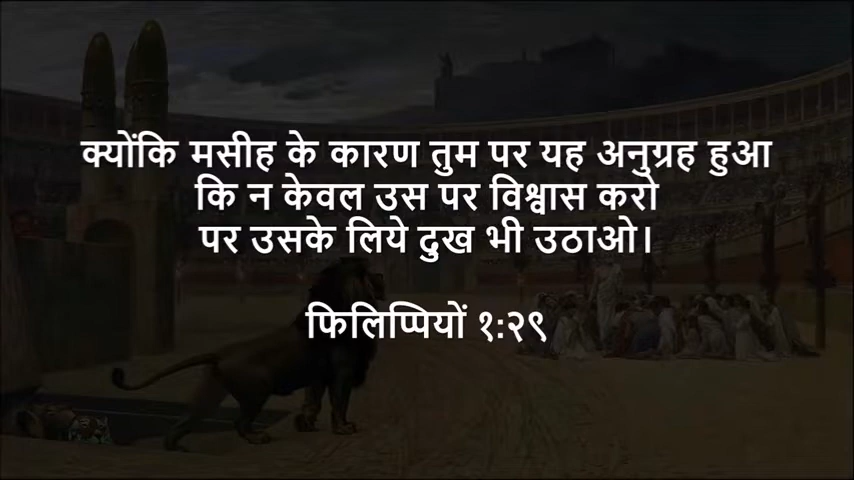 क्योंकि मसीह के कारण तुम पर यह अनुग्रह हुआ
कि न केवल उस पर विश्वास करो
पर उसके लिये दुख भी उठाओ।
फिलिप्पियों १:२९